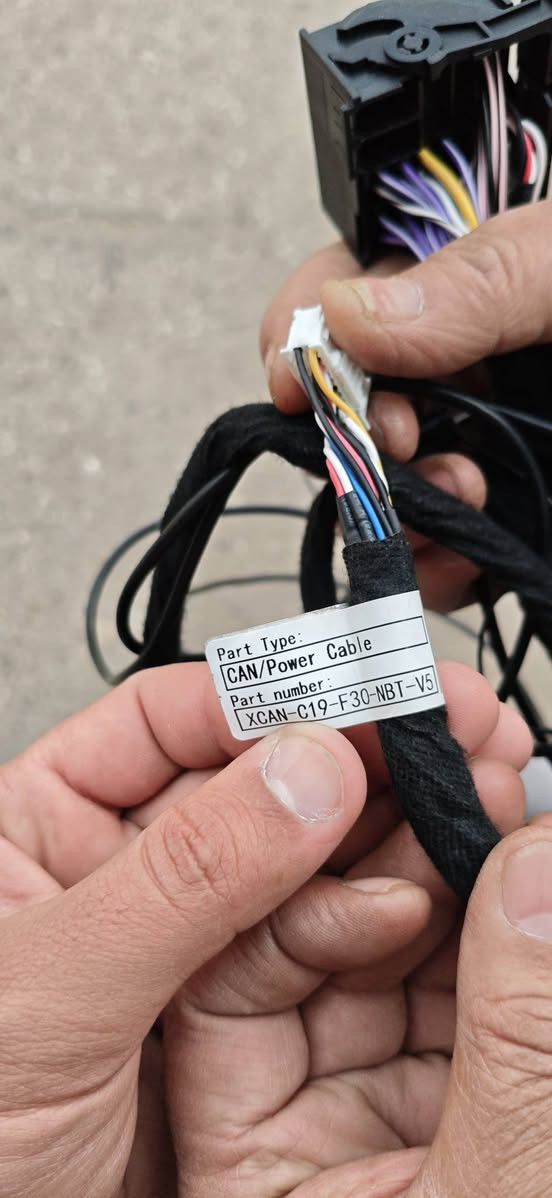 Part Type:
CAN/Power Cable
Part number:
XCAN-C19-F30-NBT-V5